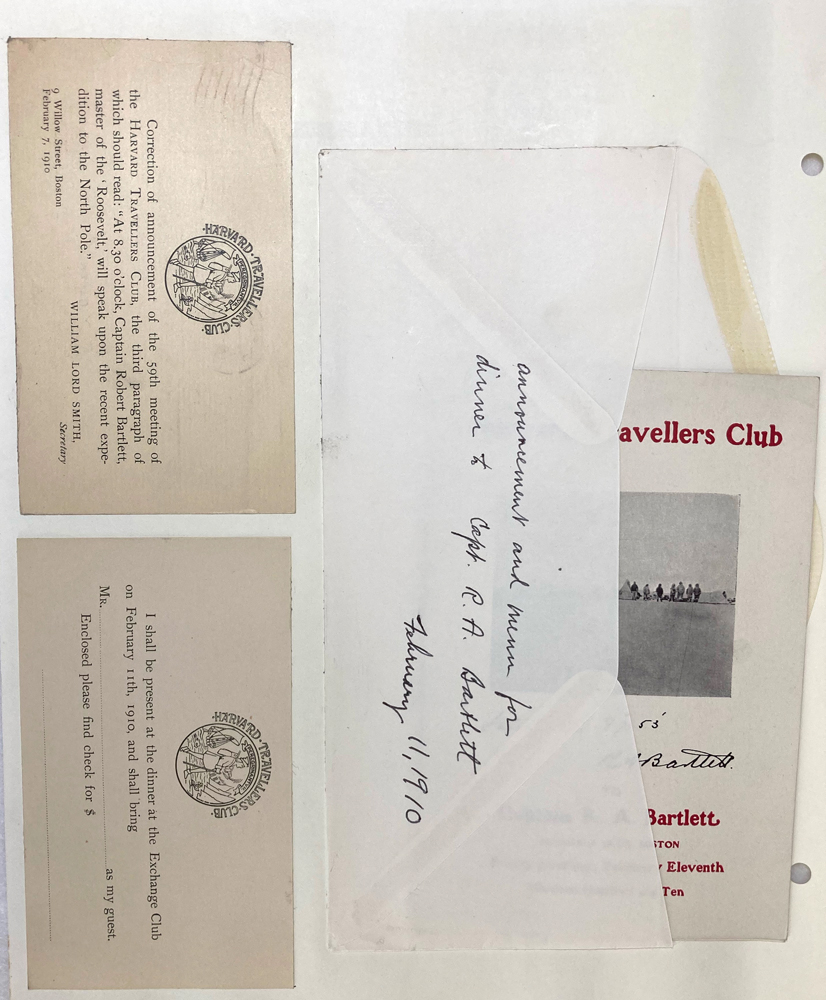 HARVARD·TRAVELLERS·CLUB·
Correction of announcement of the 59th meeting of
the HARVARD TRAVELLERS CLUB, the third paragraph of
which should read: "At 8.30 o'clock, Captain Robert Bartlett,
master of the 'Roosevelt,' will speak upon the recent expe-
dition to the North Pole."
WILLIAM LORD SMITH,
Secretary
9 Willow Street, Boston
February 7, 1910
HARVARD·TRAVELLERS·CLUB·
I shall be present at the dinner at the Exchange Club
on February 11th, 1910, and shall bring
MR. as my guest.
Enclosed please find check for $
announcement and menu for
dinner to Capt. R. A. Bartlett
February 11, 1910
avellers Club
53'
Bartlett.
Bartlett
STON
y Eleventh
Ten